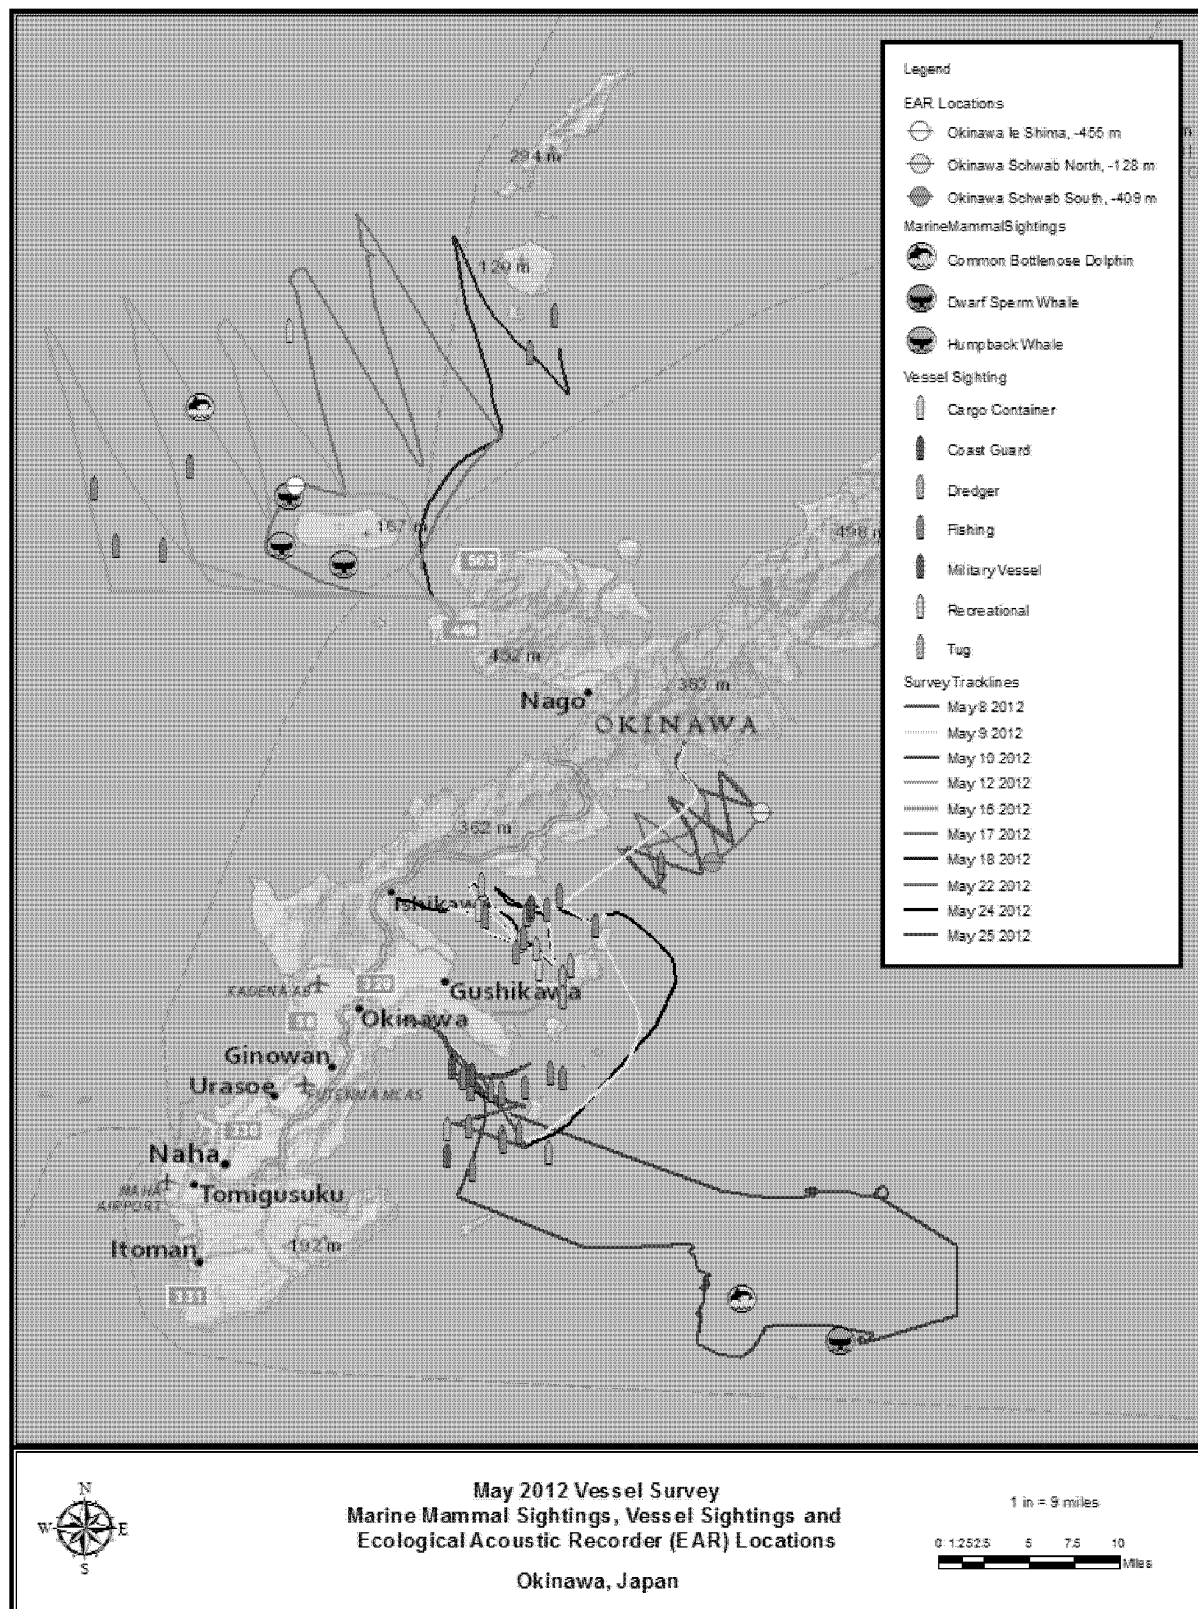 Legend
EAR Locations
Okinawa Ie Shima, -455 m
Okinawa Schwab North, -128 m
Okinawa Schwab South, -409 m
MarineMammalSightings
Common Bottlenose Dolphin
Dwarf Sperm Whale
Humpback Whale
Vessel Sighting
Cargo Container
Coast Guard
Dredger
Fishing
Military Vessel
Recreational
Tug
Survey Tracklines
May 8 2012
May 9 2012
May 10 2012
May 12 2012
May 16 2012
May 17 2012
May 18 2012
May 22 2012
May 24 2012
May 25 2012
294 m
120 m
167 m
498 m
452 m
363 m
Nago
OKINAWA
362 m
Ishikawa
KADENA AB
Gushikawa
Okinawa
Ginowan
Urasoe
FUTENMA MCAS
Naha
NAHA
AIRPORT
Tomigusuku
Itoman
192 m
331
N
W E
S
May 2012 Vessel Survey
Marine Mammal Sightings, Vessel Sightings and
Ecological Acoustic Recorder (EAR) Locations
Okinawa, Japan
1 in = 9 miles
0 1.25 2.5 5 7.5 10
Miles